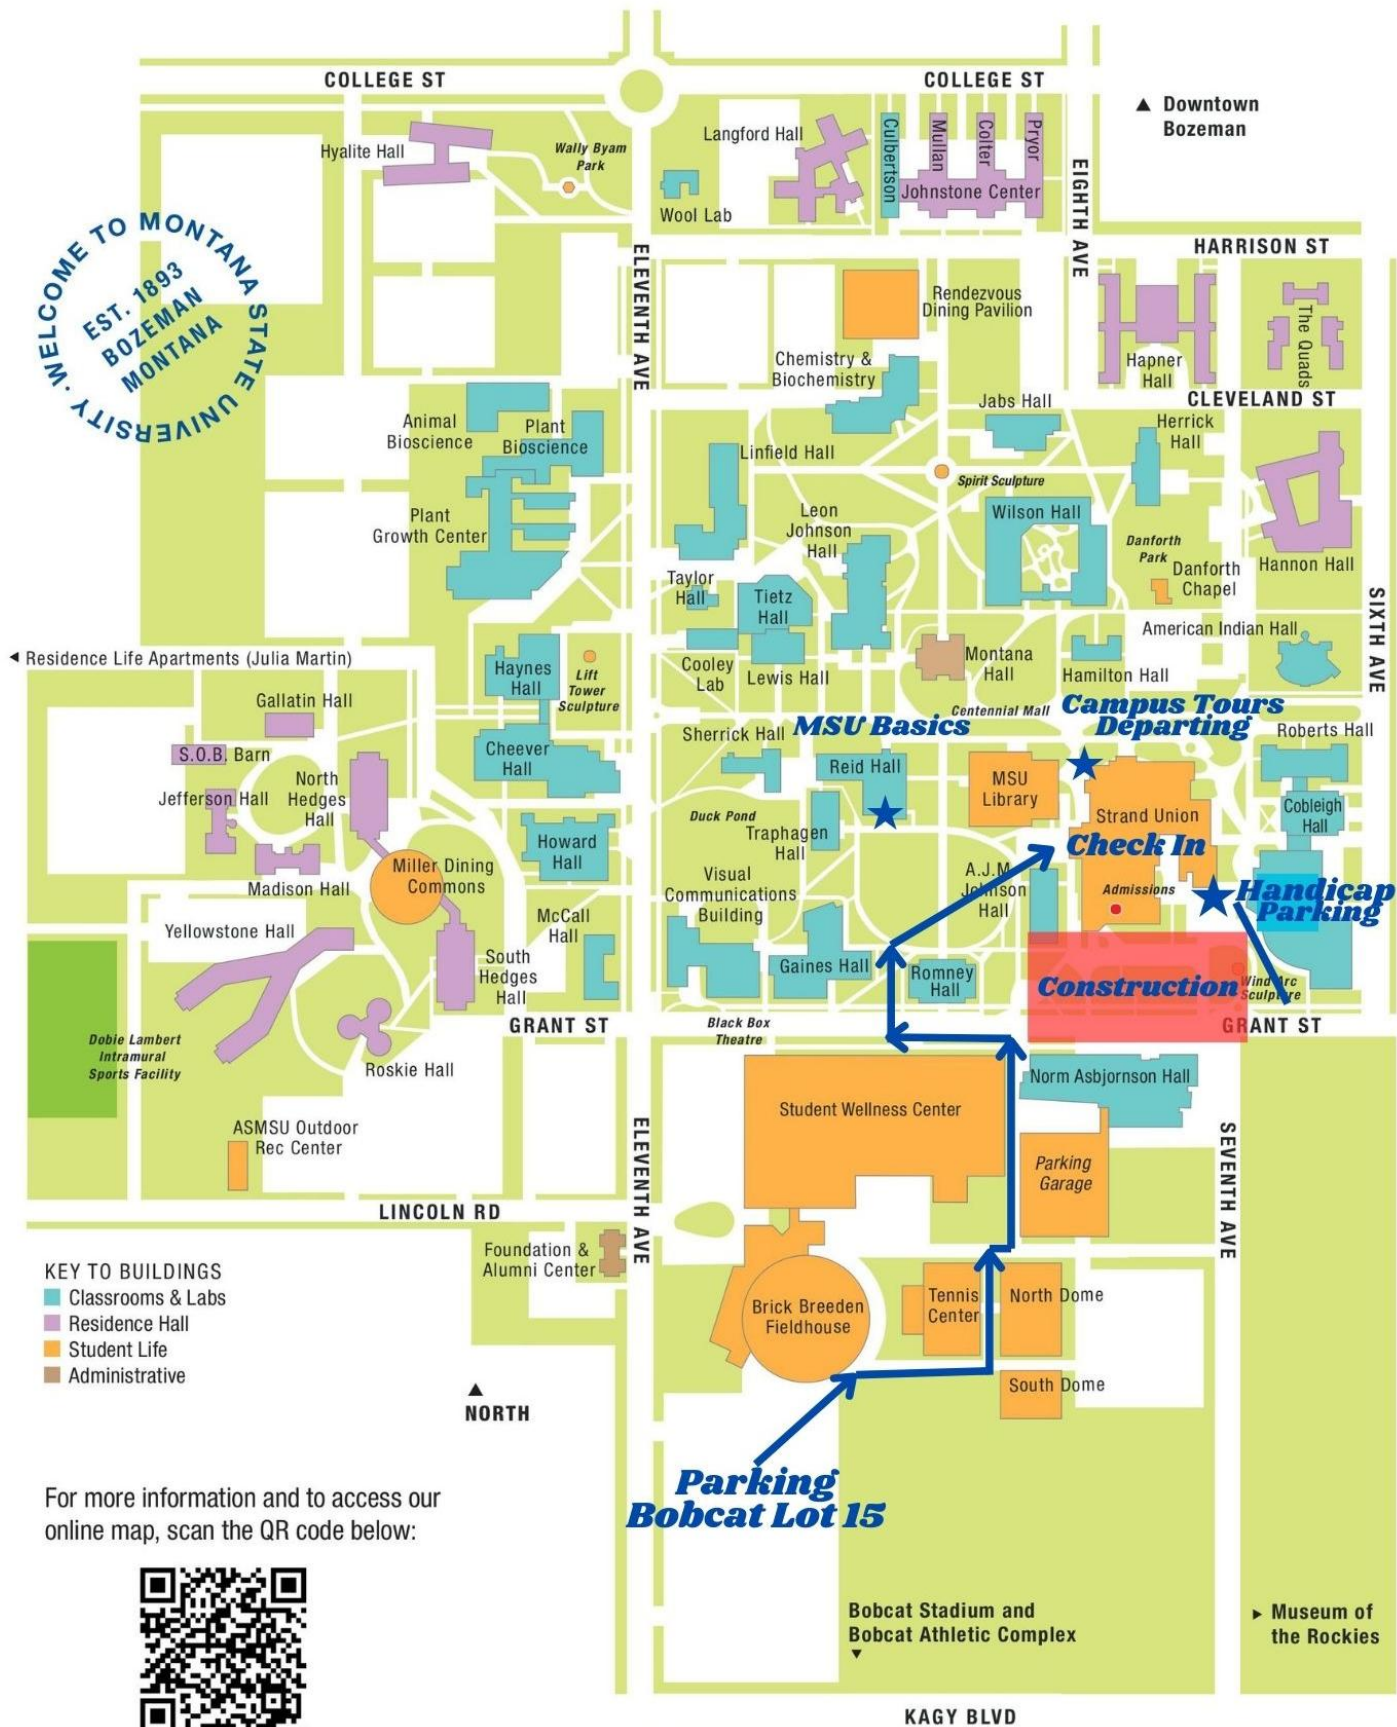 COLLEGE ST
COLLEGE ST
▲ Downtown
Bozeman
Hyalite Hall
Wally Byam
Park
Langford Hall
Culbertson
Mullan
Colter
Pryor
Johnstone Center
Wool Lab
EIGHTH AVE
WELCOME TO MONTANA STATE UNIVERSITY ·
EST. 1893
BOZEMAN
MONTANA
ELEVENTH AVE
HARRISON ST
Rendezvous
Dining Pavilion
Hapner
Hall
The Quads
Chemistry &
Biochemistry
CLEVELAND ST
Animal
Bioscience
Plant
Bioscience
Jabs Hall
Herrick
Hall
Linfield Hall
Spirit Sculpture
Plant
Growth Center
Leon
Johnson
Hall
Wilson Hall
Danforth
Park
Danforth
Chapel
Hannon Hall
Taylor
Hall
Tietz
Hall
SIXTH AVE
American Indian Hall
◄ Residence Life Apartments (Julia Martin)
Haynes
Hall
Lift
Tower
Sculpture
Cooley
Lab
Lewis Hall
Montana
Hall
Hamilton Hall
Gallatin Hall
Centennial Mall
Campus Tours
Departing
MSU Basics
Sherrick Hall
Roberts Hall
S.O.B. Barn
Cheever
Hall
Reid Hall
MSU
Library
North
Hedges
Hall
Jefferson Hall
Duck Pond
Traphagen
Hall
Strand Union
Cobleigh
Hall
Howard
Hall
Check In
Madison Hall
Miller Dining
Commons
Visual
Communications
Building
A.J.M.
Johnson
Hall
Admissions
Handicap
Parking
McCall
Hall
Yellowstone Hall
South
Hedges
Hall
Gaines Hall
Romney
Hall
Construction
Wind Arc
Sculpture
GRANT ST
Black Box
Theatre
GRANT ST
Dobie Lambert
Intramural
Sports Facility
Roskie Hall
Norm Asbjornson Hall
Student Wellness Center
ASMSU Outdoor
Rec Center
ELEVENTH AVE
SEVENTH AVE
Parking
Garage
LINCOLN RD
Foundation &
Alumni Center
KEY TO BUILDINGS
Classrooms & Labs
Residence Hall
Student Life
Administrative
Brick Breeden
Fieldhouse
Tennis
Center
North Dome
South Dome
▲
NORTH
Parking
Bobcat Lot 15
For more information and to access our
online map, scan the QR code below:
Bobcat Stadium and
Bobcat Athletic Complex
▼
► Museum of
the Rockies
KAGY BLVD